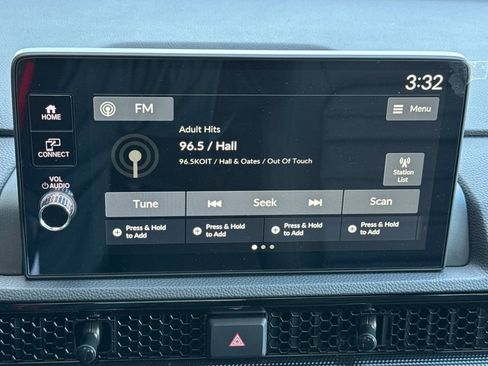 3:32
HOME
FM
Menu
Adult Hits
96.5 / Hall
96.5KOIT / Hall & Oates / Out Of Touch
CONNECT
Station
List
VOL
AUDIO
Tune
Seek
Scan
Press & Hold
to Add
Press & Hold
to Add
Press & Hold
to Add
Press & Hold
to Add